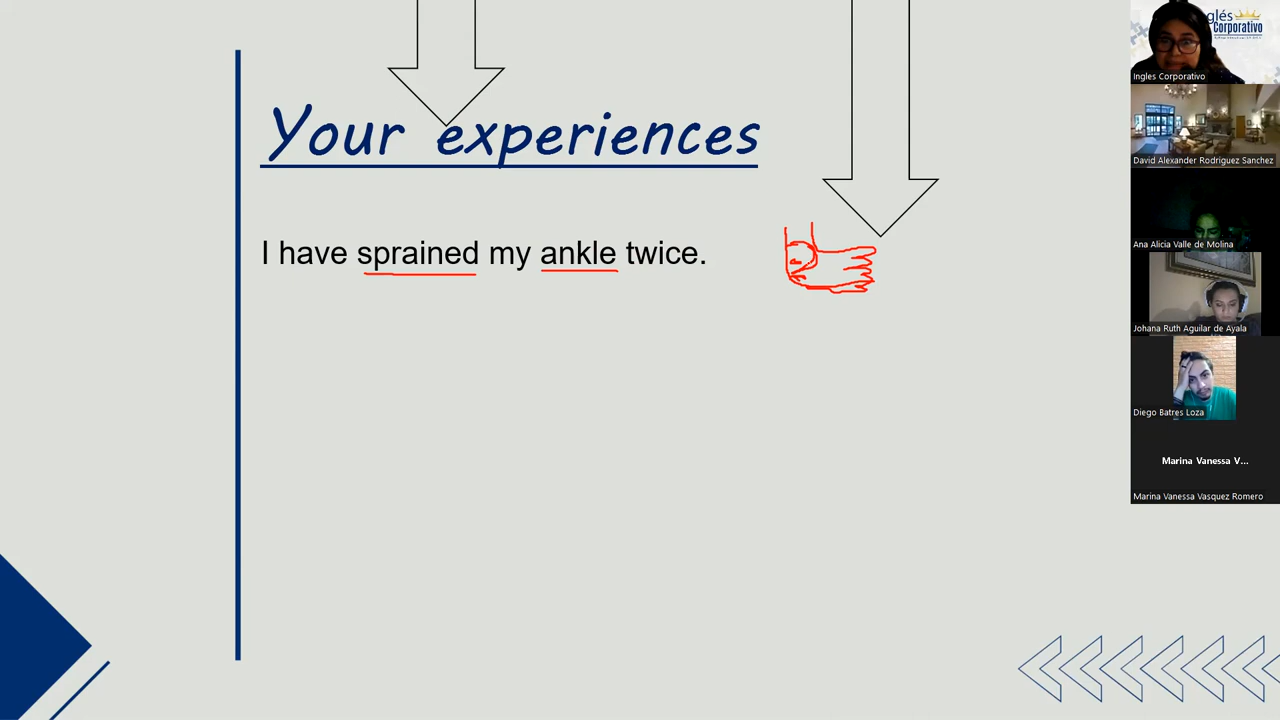 Your experiences
I have sprained my ankle twice.
glés
Corporativo
Ingles Corporativo
David Alexander Rodriguez Sanchez
Ana Alicia Valle de Molina
Johana Ruth Aguilar de Ayala
Diego Batres Loza
Marina Vanessa V...
Marina Vanessa Vasquez Romero